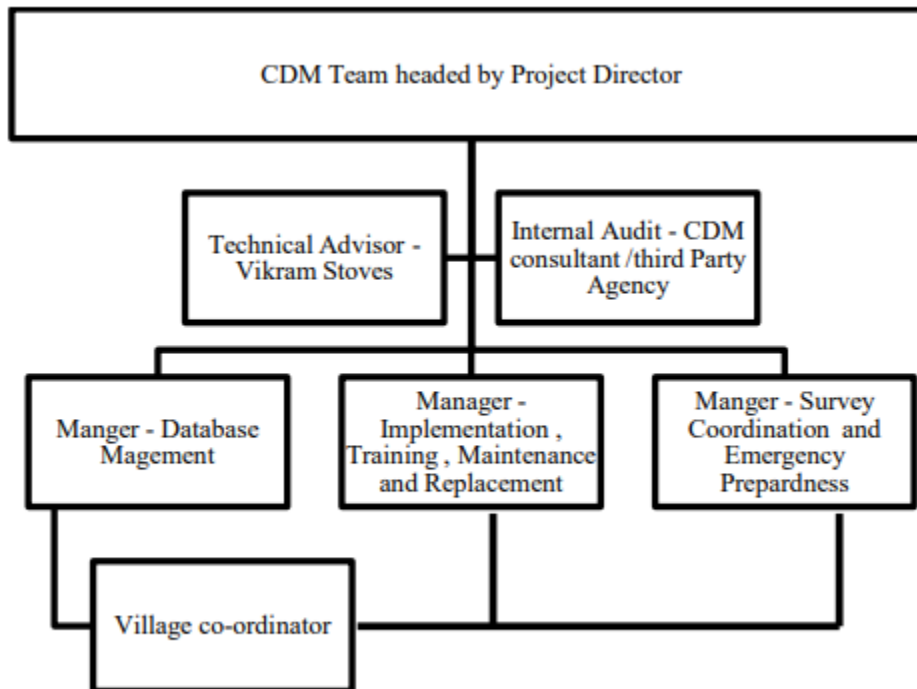 CDM Team headed by Project Director
Technical Advisor -
Vikram Stoves
Internal Audit - CDM
consultant /third Party
Agency
Manger - Database
Magement
Manager -
Implementation ,
Training , Maintenance
and Replacement
Manger - Survey
Coordination and
Emergency
Prepardness
Village co-ordinator